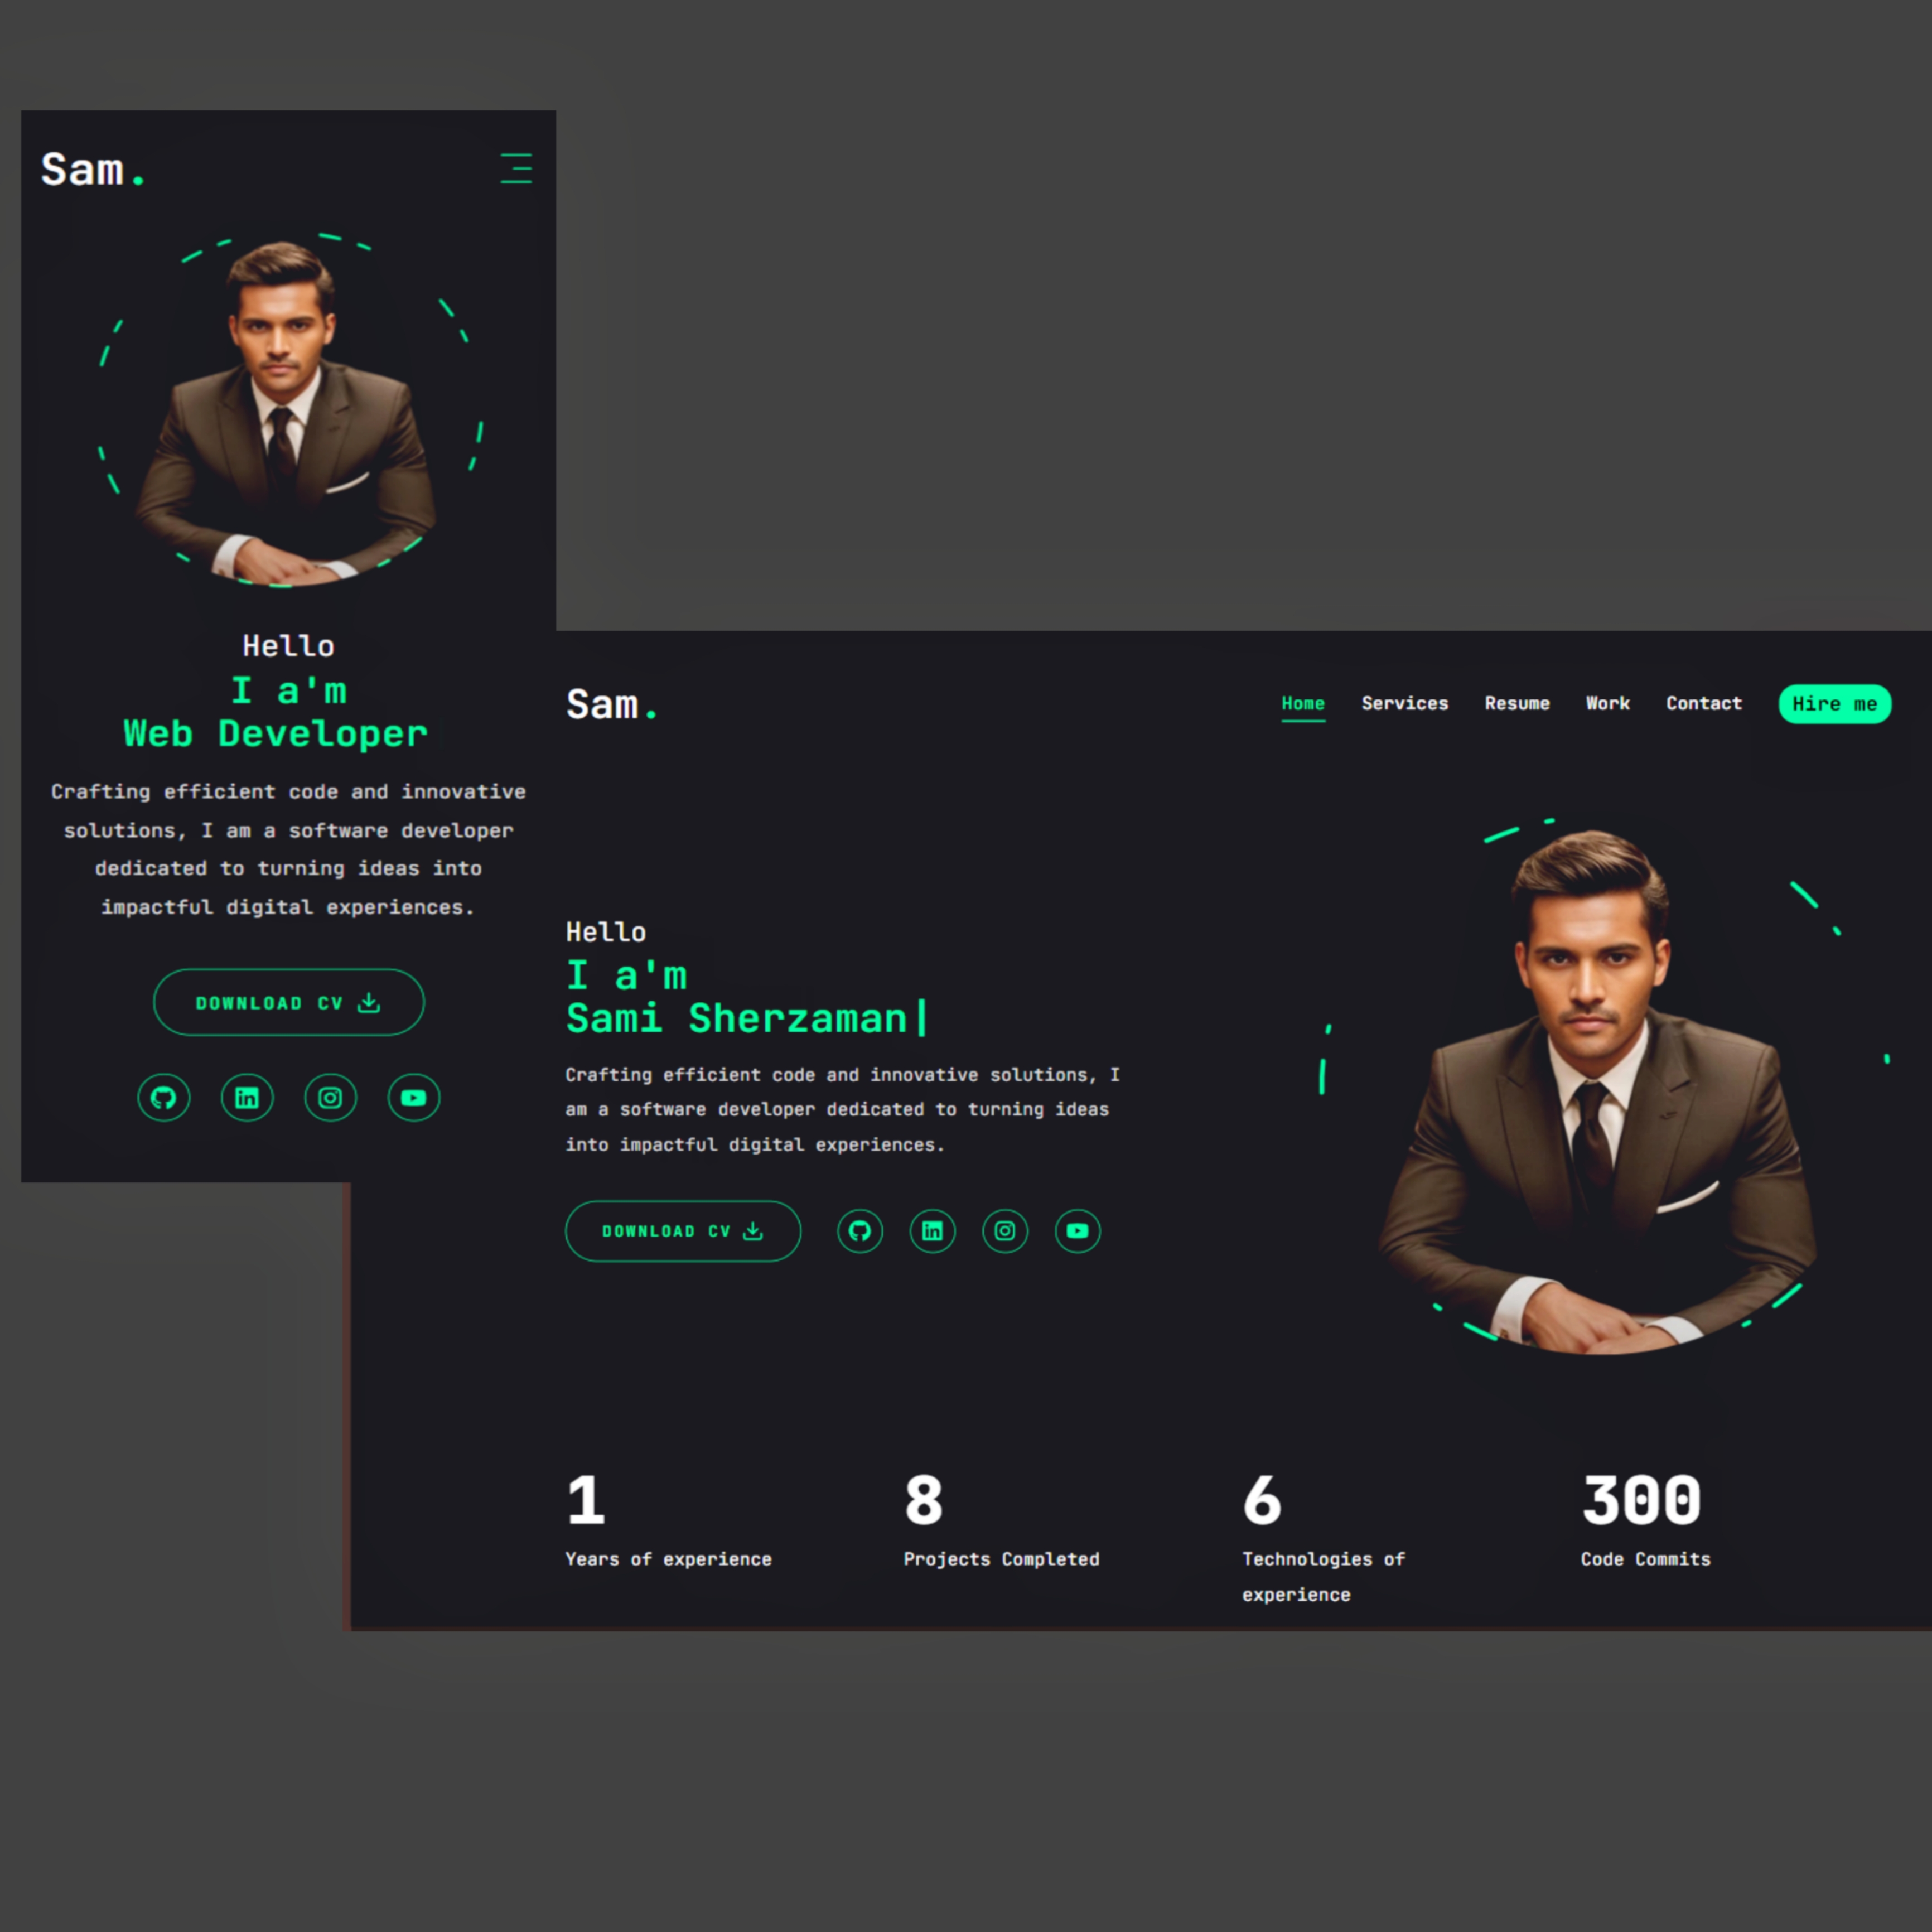 Sam.
Hello
I a'm
Web Developer
Crafting efficient code and innovative
solutions, I am a software developer
dedicated to turning ideas into
impactful digital experiences.
DOWNLOAD CV
Sam.
Home Services Resume Work Contact Hire me
Hello
I a'm
Sami Sherzaman|
Crafting efficient code and innovative solutions, I
am a software developer dedicated to turning ideas
into impactful digital experiences.
DOWNLOAD CV
in
1
Years of experience
8
Projects Completed
6
Technologies of
experience
300
Code Commits